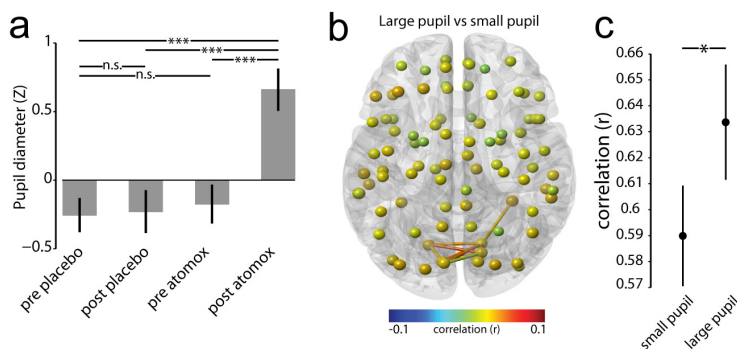 a
Pupil diameter (Z)
1
0.5
0
−0.5
***
***
***
n.s.
n.s.
pre placebo
post placebo
pre atomox
post atomox
b
Large pupil vs small pupil
-0.1
correlation (r)
0.1
c
correlation (r)
*
0.66
0.65
0.64
0.63
0.62
0.61
0.6
0.59
0.58
0.57
small pupil
large pupil